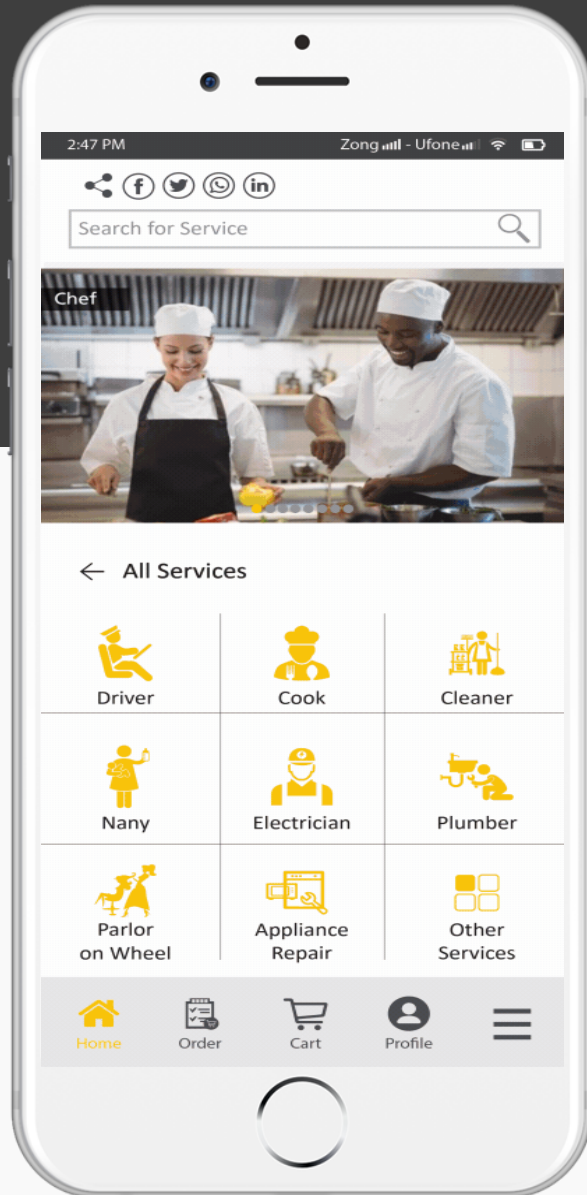 2:47 PM Zong - Ufone
f in
Search for Service
Chef
← All Services
Driver Cook Cleaner
Nany Electrician Plumber
Parlor Appliance Other
on Wheel Repair Services
Home Order Cart Profile